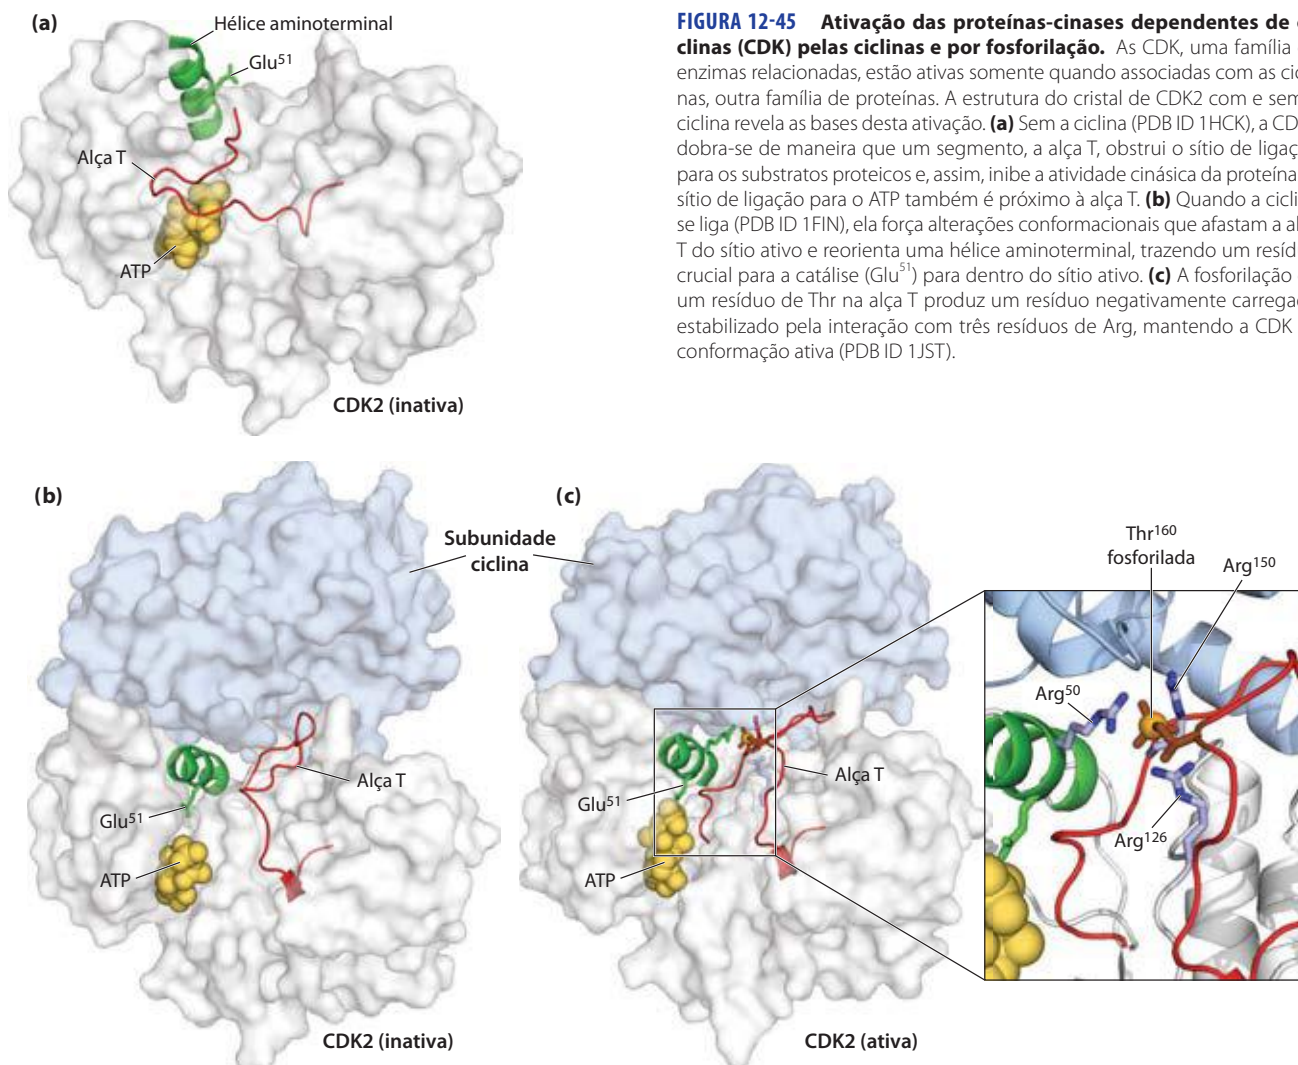 (a)
Hélice aminoterminal
Glu⁵¹
Alça T
ATP
CDK2 (inativa)
FIGURA 12-45 Ativação das proteínas-cinases dependentes de
clinas (CDK) pelas ciclinas e por fosforilação. As CDK, uma família
enzimas relacionadas, estão ativas somente quando associadas com as cic
nas, outra família de proteínas. A estrutura do cristal de CDK2 com e sem
ciclina revela as bases desta ativação. (a) Sem a ciclina (PDB ID 1HCK), a CD
dobra-se de maneira que um segmento, a alça T, obstrui o sítio de ligaç
para os substratos proteicos e, assim, inibe a atividade cinásica da proteína
sítio de ligação para o ATP também é próximo à alça T. (b) Quando a cicli
se liga (PDB ID 1FIN), ela força alterações conformacionais que afastam a al
T do sítio ativo e reorienta uma hélice aminoterminal, trazendo um resíd
crucial para a catálise (Glu⁵¹) para dentro do sítio ativo. (c) A fosforilação
um resíduo de Thr na alça T produz um resíduo negativamente carregac
estabilizado pela interação com três resíduos de Arg, mantendo a CDK
conformação ativa (PDB ID 1JST).
(b)
Subunidade
ciclina
Alça T
Glu⁵¹
ATP
CDK2 (inativa)
(c)
Alça T
Glu⁵¹
ATP
CDK2 (ativa)
Thr¹⁶⁰
fosforilada
Arg¹⁵⁰
Arg⁵⁰
Arg¹²⁶